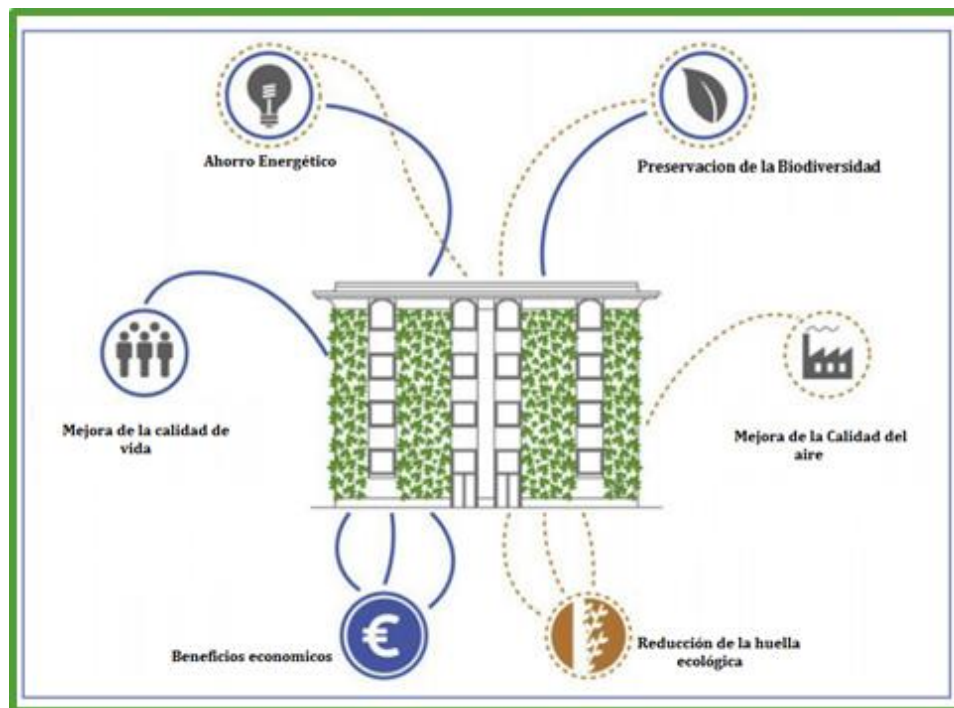 Ahorro Energético
Preservacion de la Biodiversidad
Mejora de la calidad de
vida
Mejora de la Calidad del
aire
€
Beneficios economicos
Reducción de la huella
ecológica